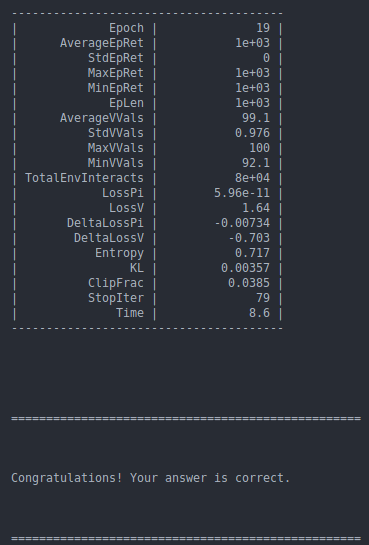 ---------------------------------------
|             Epoch |              19 |
|      AverageEpRet |           1e+03 |
|          StdEpRet |               0 |
|          MaxEpRet |           1e+03 |
|          MinEpRet |           1e+03 |
|             EpLen |           1e+03 |
|      AverageVVals |            99.1 |
|          StdVVals |           0.976 |
|          MaxVVals |             100 |
|          MinVVals |            92.1 |
| TotalEnvInteracts |           8e+04 |
|            LossPi |        5.96e-11 |
|             LossV |            1.64 |
|       DeltaLossPi |        -0.00734 |
|        DeltaLossV |          -0.703 |
|           Entropy |           0.717 |
|                KL |         0.00357 |
|          ClipFrac |          0.0385 |
|          StopIter |              79 |
|              Time |             8.6 |
---------------------------------------
==================================================
Congratulations! Your answer is correct.
==================================================